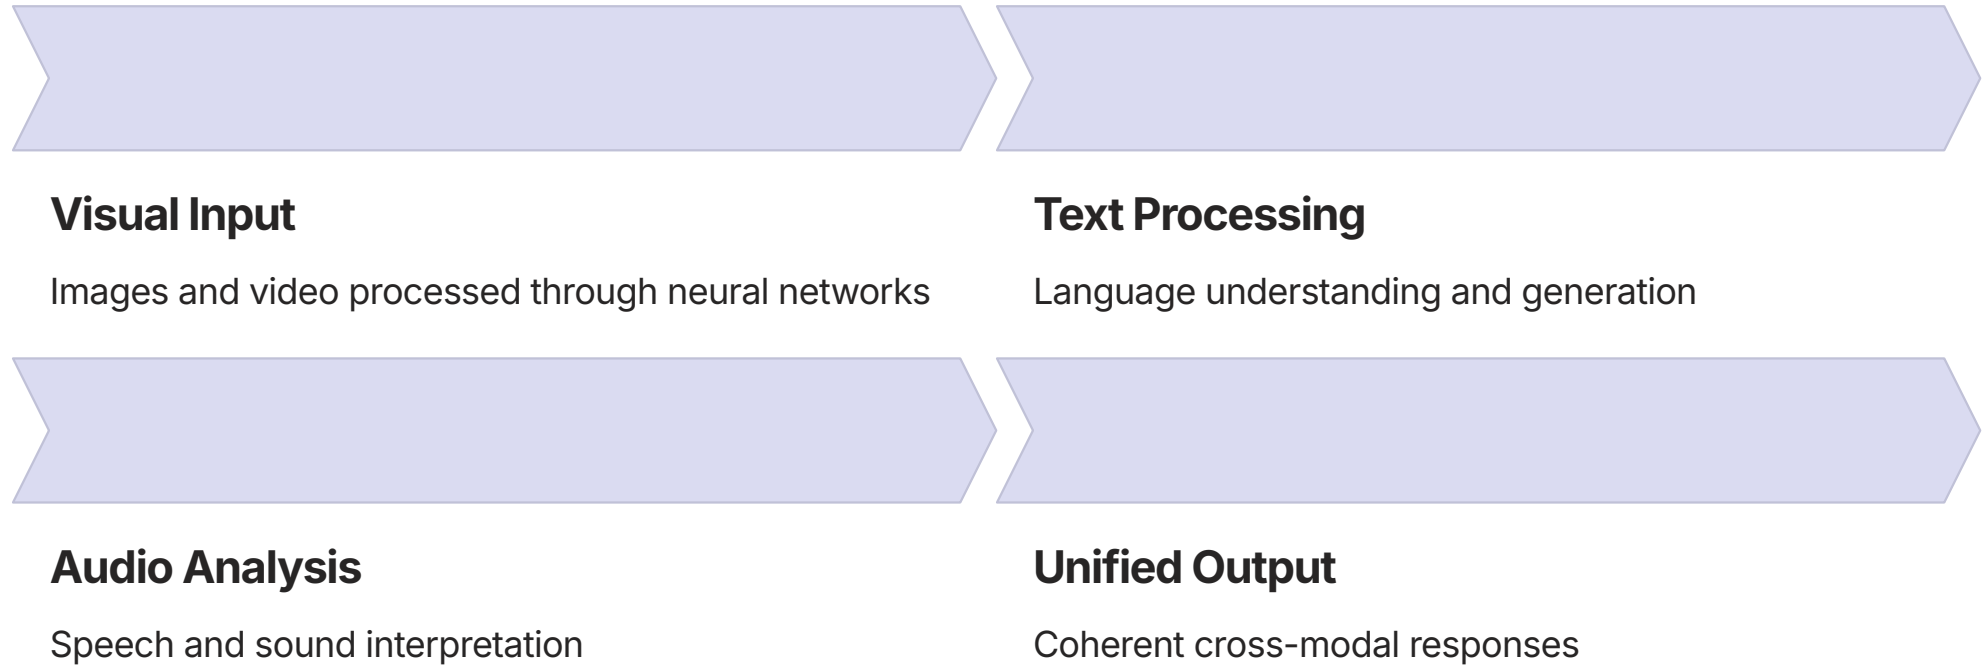 Visual Input
Images and video processed through neural networks
Text Processing
Language understanding and generation
Audio Analysis
Speech and sound interpretation
Unified Output
Coherent cross-modal responses